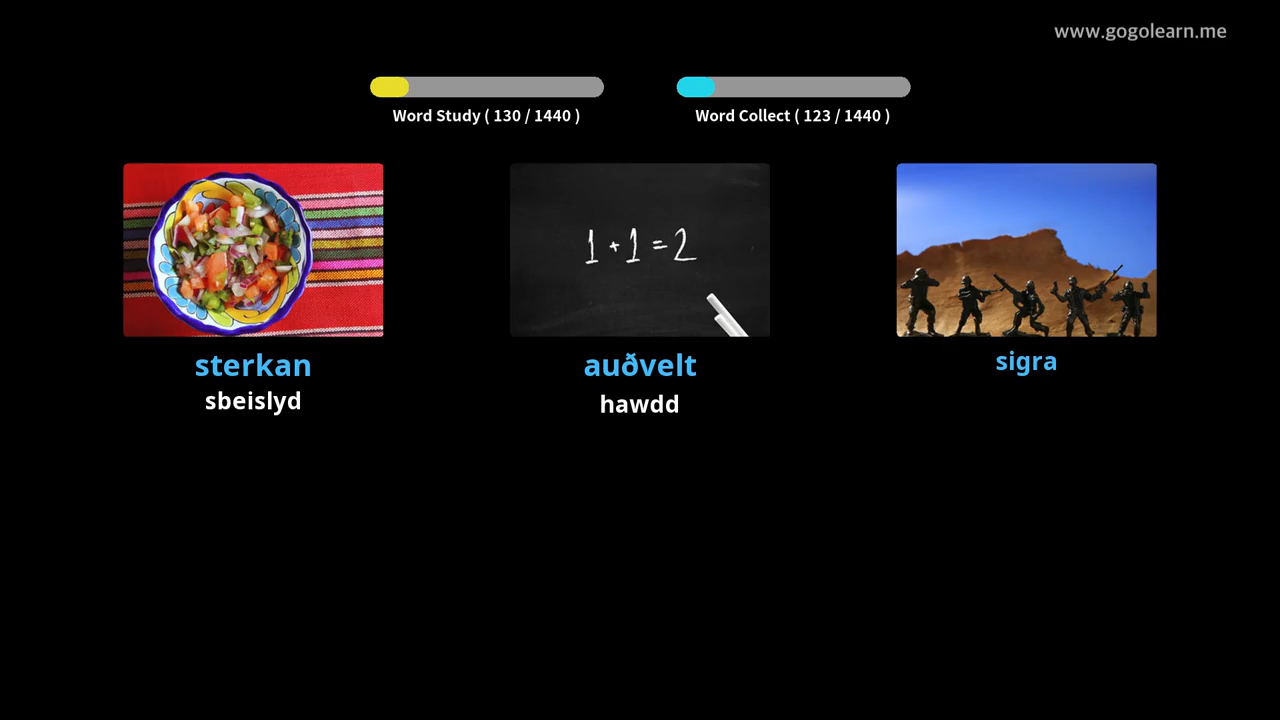 www.gogolearn.me
Word Study ( 130 / 1440 )
Word Collect ( 123 / 1440 )
1 + 1 = 2
sterkan
auðvelt
sigra
sbeislyd
hawdd